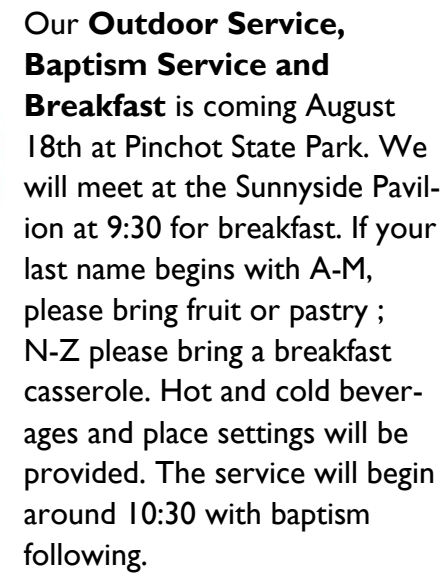 Our Outdoor Service,
Baptism Service and
Breakfast is coming August
18th at Pinchot State Park. We
will meet at the Sunnyside Pavil-
ion at 9:30 for breakfast. If your
last name begins with A-M,
please bring fruit or pastry ;
N-Z please bring a breakfast
casserole. Hot and cold bever-
ages and place settings will be
provided. The service will begin
around 10:30 with baptism
following.